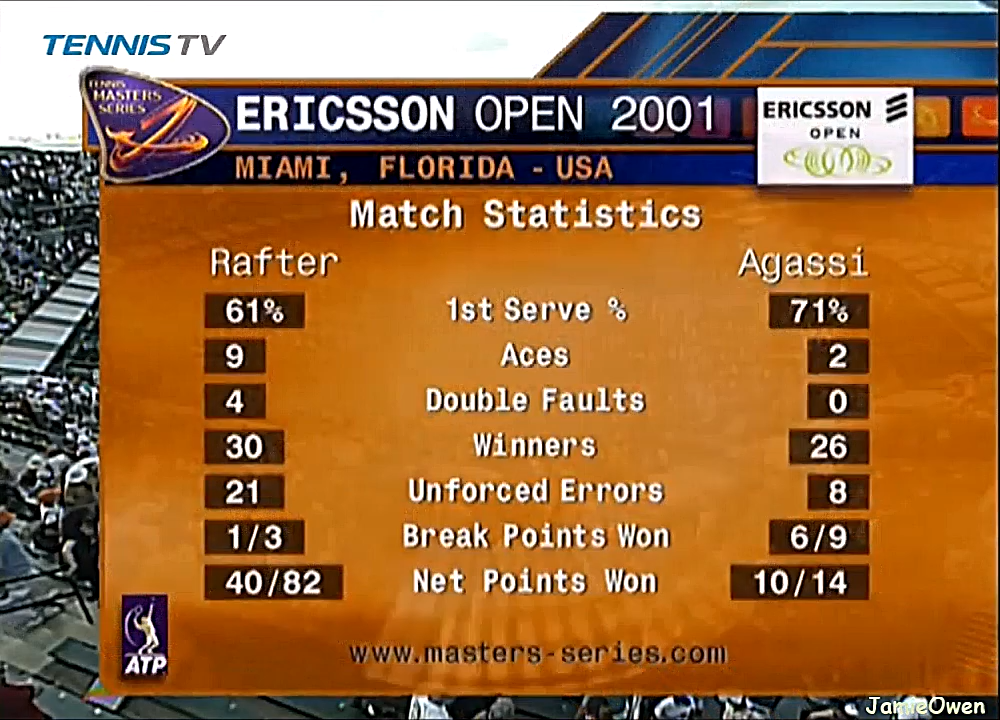 TENNIS TV
TENNIS
MASTERS
SERIES
ERICSSON OPEN 2001
ERICSSON
OPEN
MIAMI, FLORIDA - USA
Match Statistics
Rafter Agassi
61% 1st Serve % 71%
9 Aces 2
4 Double Faults 0
30 Winners 26
21 Unforced Errors 8
1/3 Break Points Won 6/9
40/82 Net Points Won 10/14
ATP
www.masters-series.com
JamieOwen